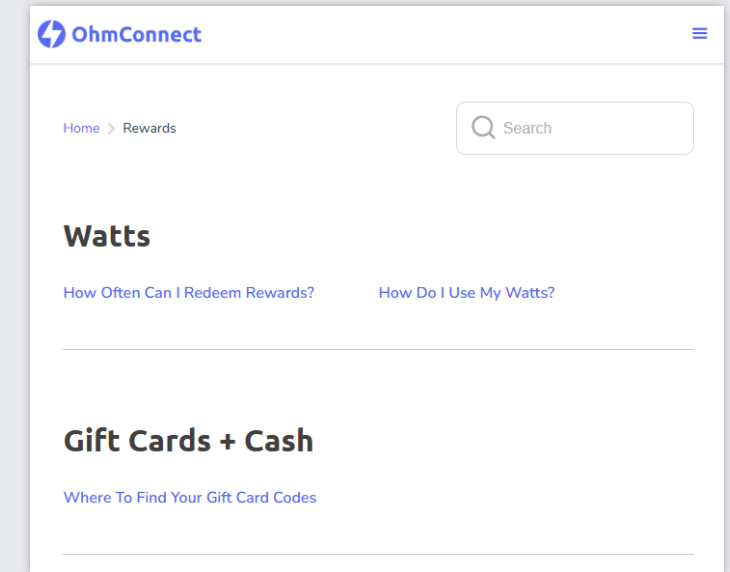 OhmConnect
Home > Rewards
Search
Watts
How Often Can I Redeem Rewards? How Do I Use My Watts?
Gift Cards + Cash
Where To Find Your Gift Card Codes